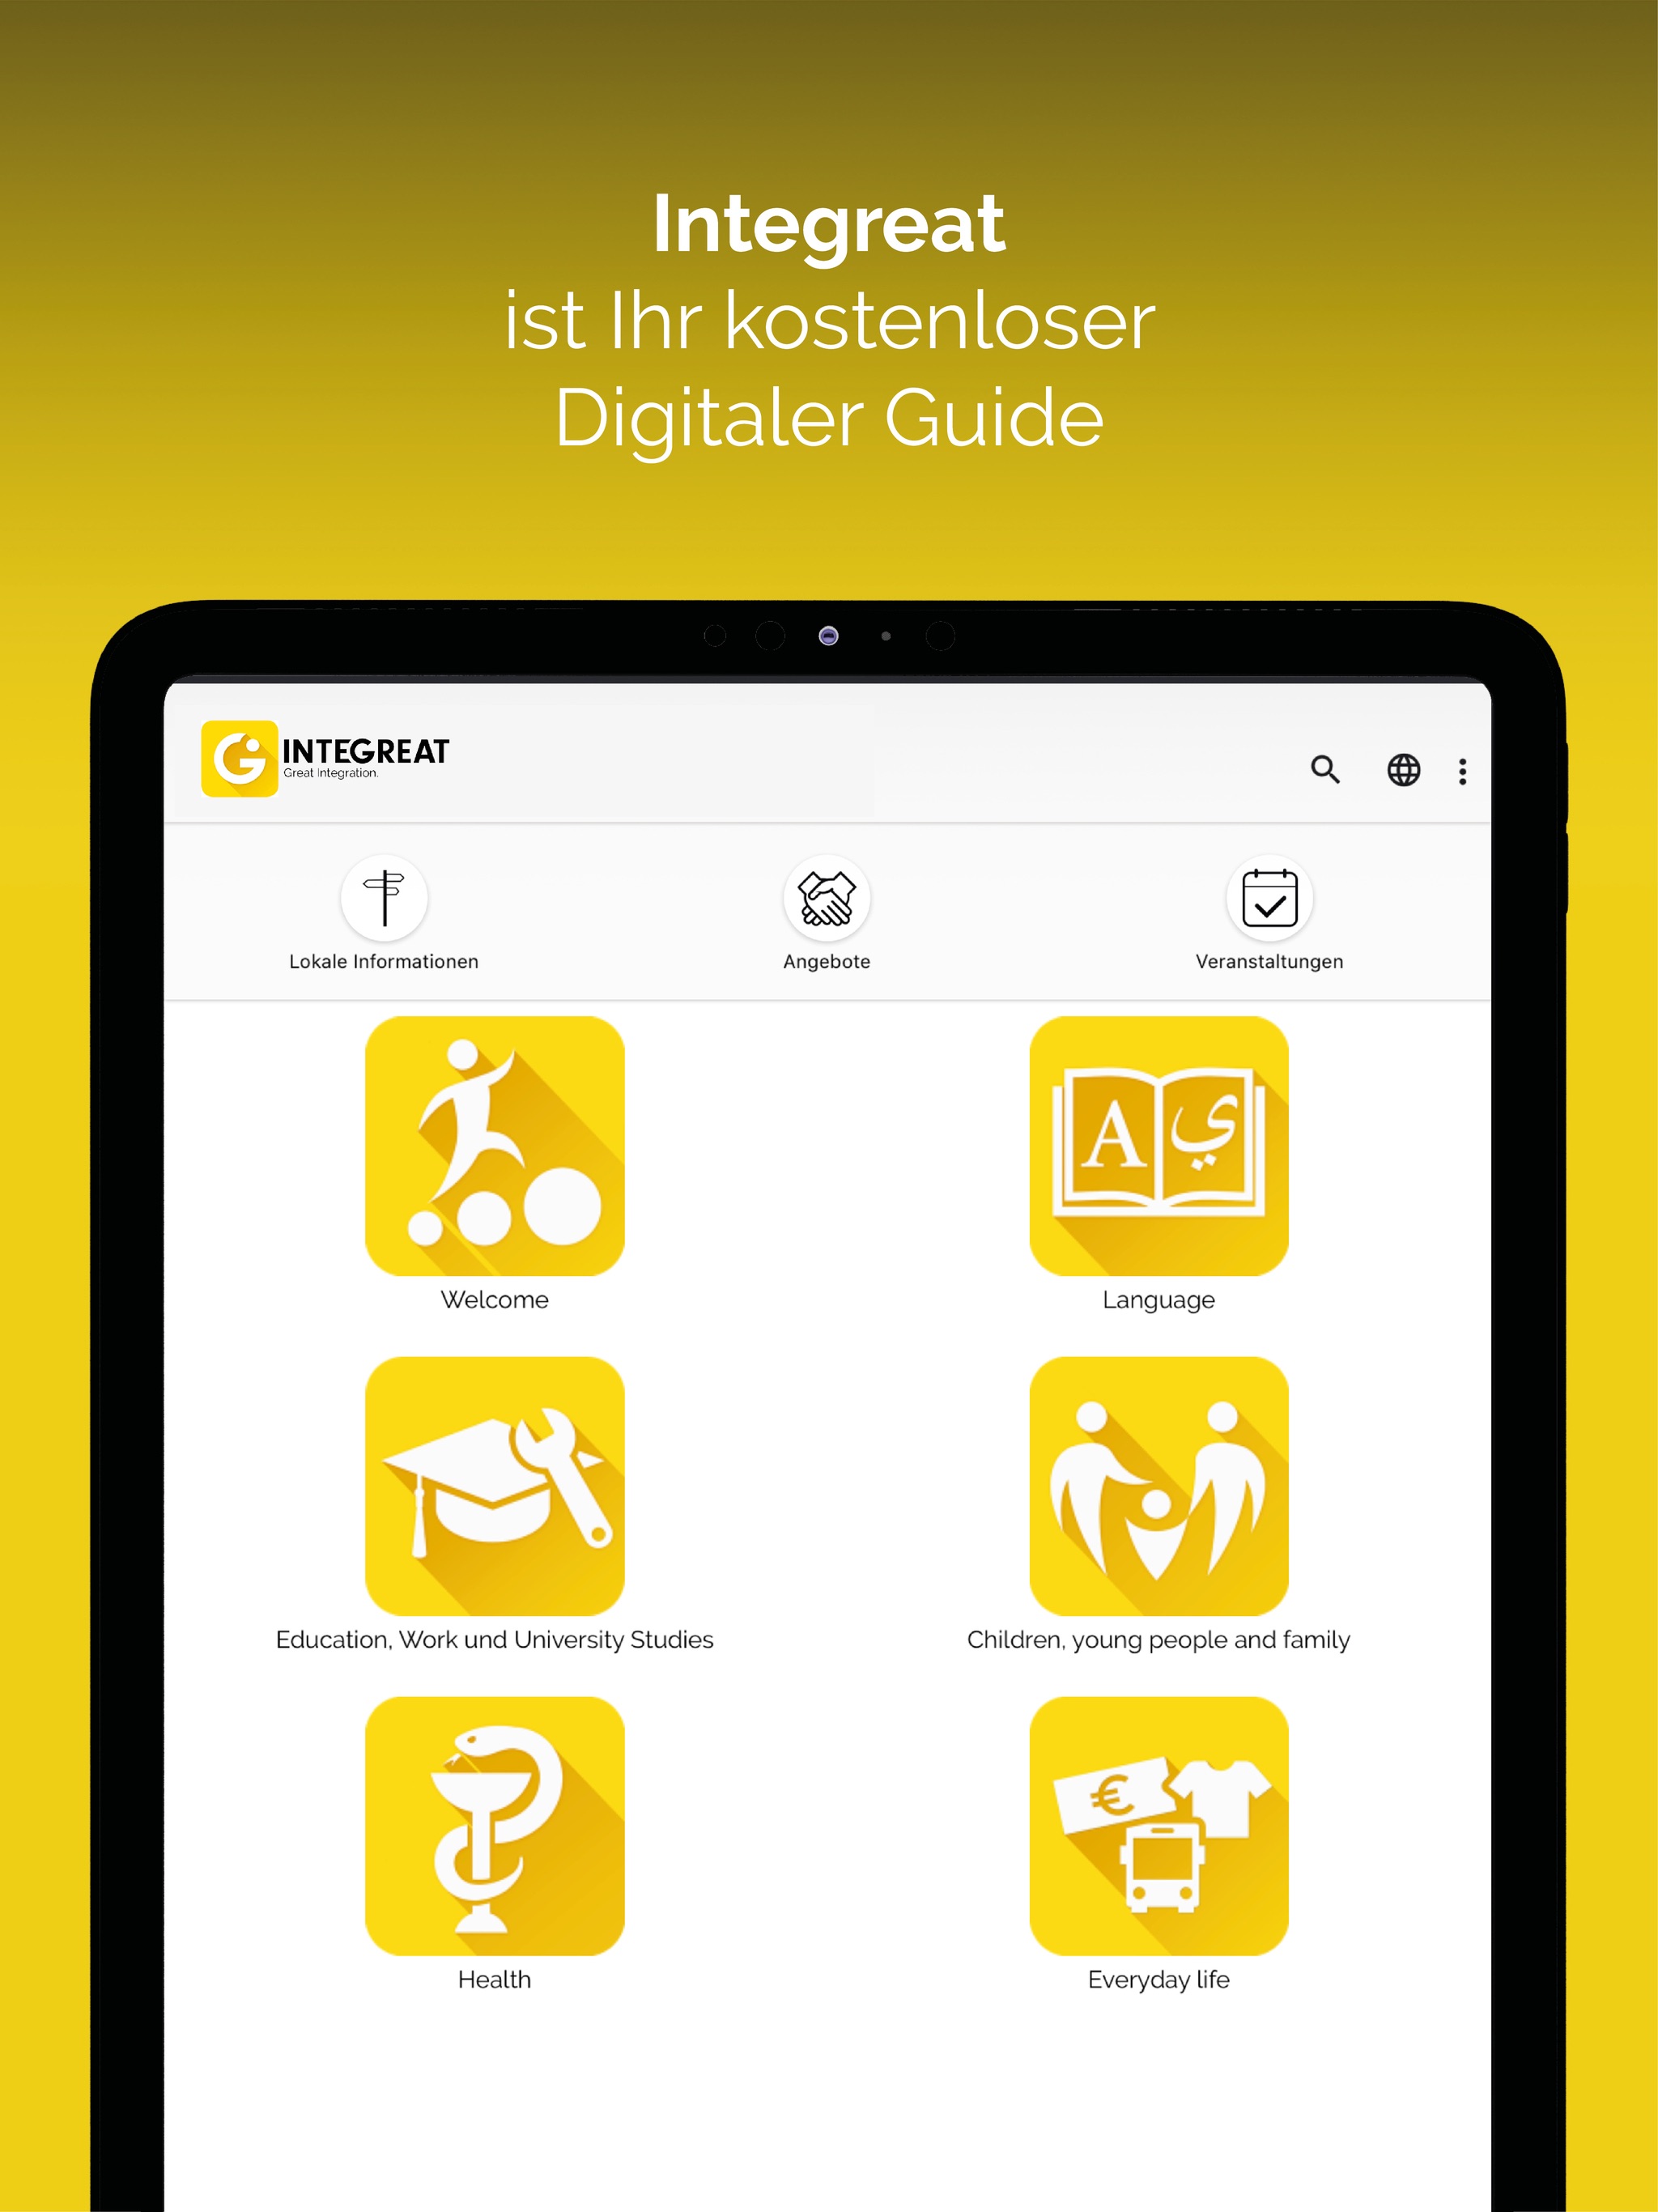 Integreat
ist Ihr kostenloser
Digitaler Guide
INTEGREAT
Great Integration.
Lokale Informationen
Angebote
Veranstaltungen
A ي
Welcome
Language
Education, Work und University Studies
Children, young people and family
€
Health
Everyday life